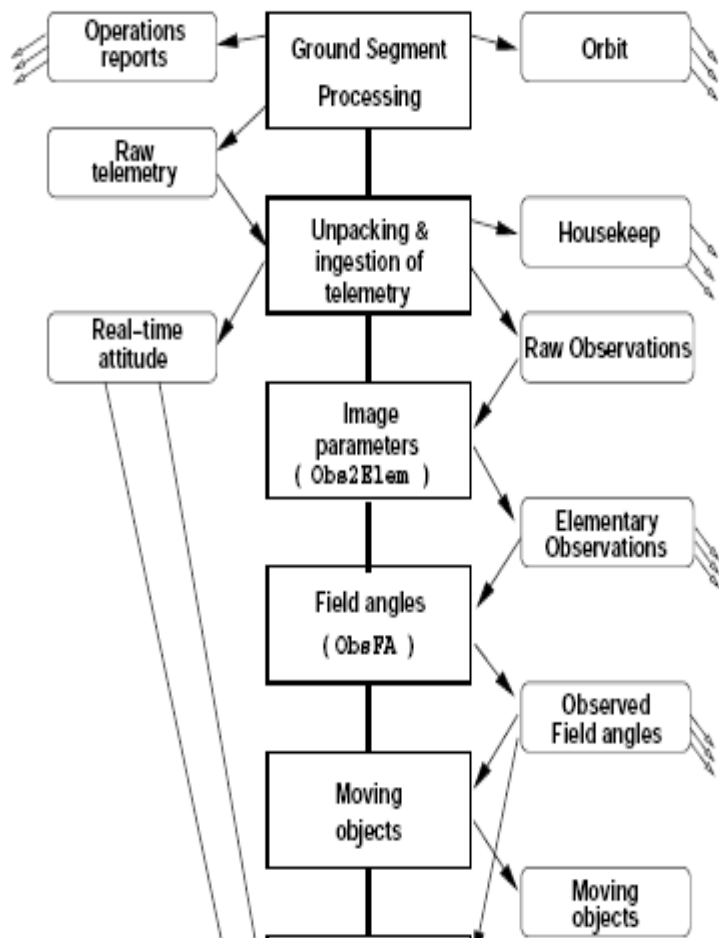 Operations
reports
Ground Segment
Processing
Orbit
Raw
telemetry
Unpacking &
ingestion of
telemetry
Housekeep
Real-time
attitude
Raw Observations
Image
parameters
( Obs2Elem )
Elementary
Observations
Field angles
( ObsFA )
Observed
Field angles
Moving
objects
Moving
objects